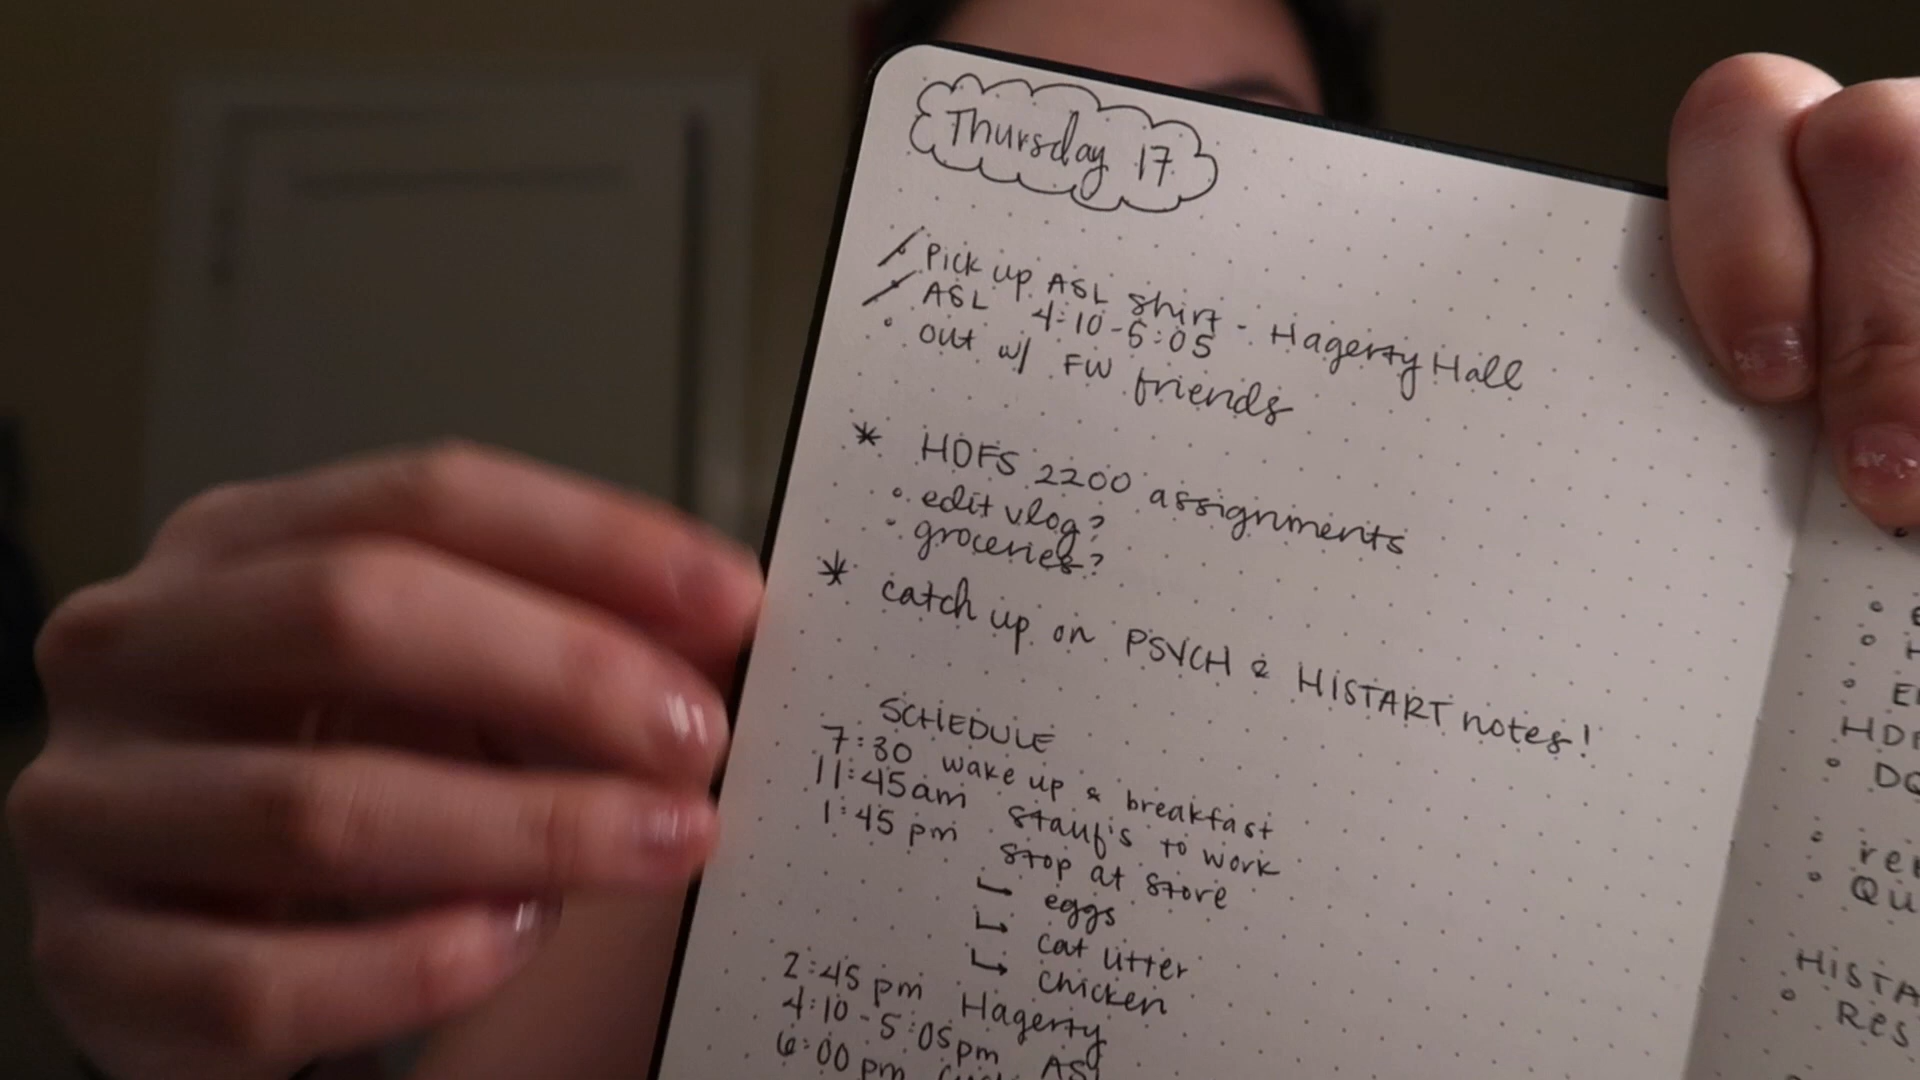 Thursday 17
Pick up ASL shirt - Hagerty Hall
ASL 4:10-5:05
out w/ FW friends
* HDFS 2200 assignments
edit vlog?
groceries?
* catch up on PSYCH & HISTART notes!
SCHEDULE
7:30 wake up & breakfast
11:45am Stauf's to work
1:45 pm stop at store
↳ eggs
↳ cat litter
↳ chicken
2:45 pm Hagerty
4:10-5:05pm ASL
6:00 pm